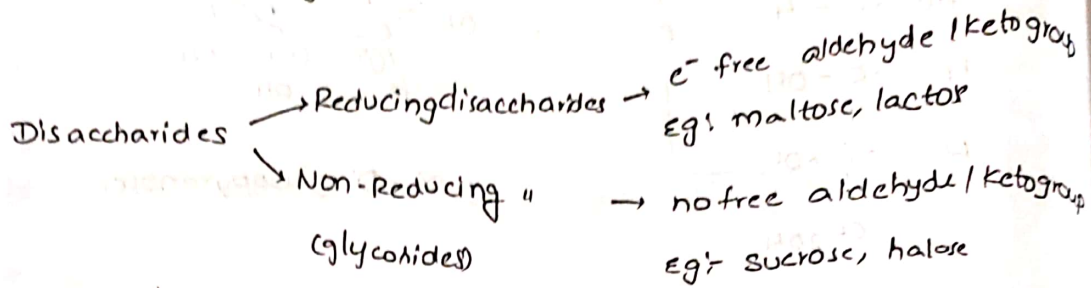 Disaccharides
→ Reducing disaccharides → c̄ free aldehyde / keto group
Eg: maltose, lactose
→ Non-Reducing " → no free aldehyde / keto group
(glycosides)
Eg:- sucrose, halose